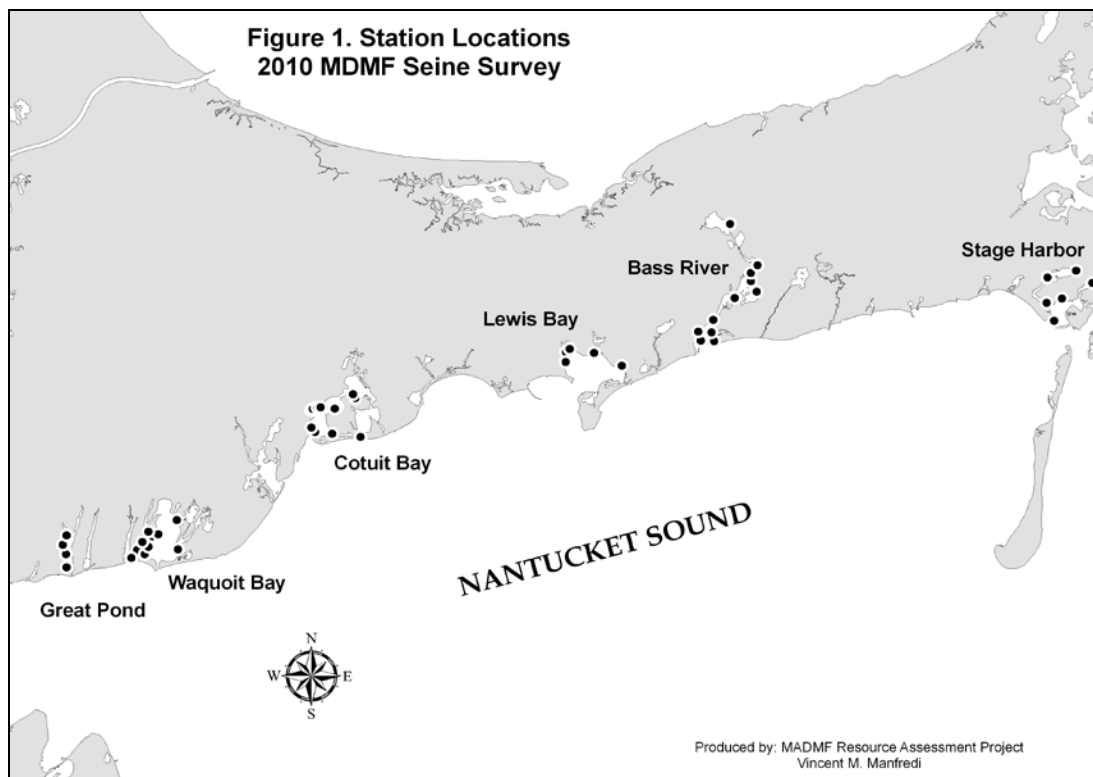 Figure 1. Station Locations
2010 MDMF Seine Survey
Stage Harbor
Bass River
Lewis Bay
Cotuit Bay
NANTUCKET SOUND
Waquoit Bay
Great Pond
N
W E
S
Produced by: MADMF Resource Assessment Project
Vincent M. Manfredi